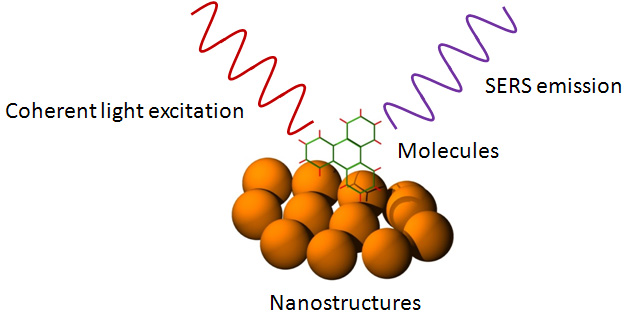 SERS emission
Coherent light excitation
Molecules
Nanostructures